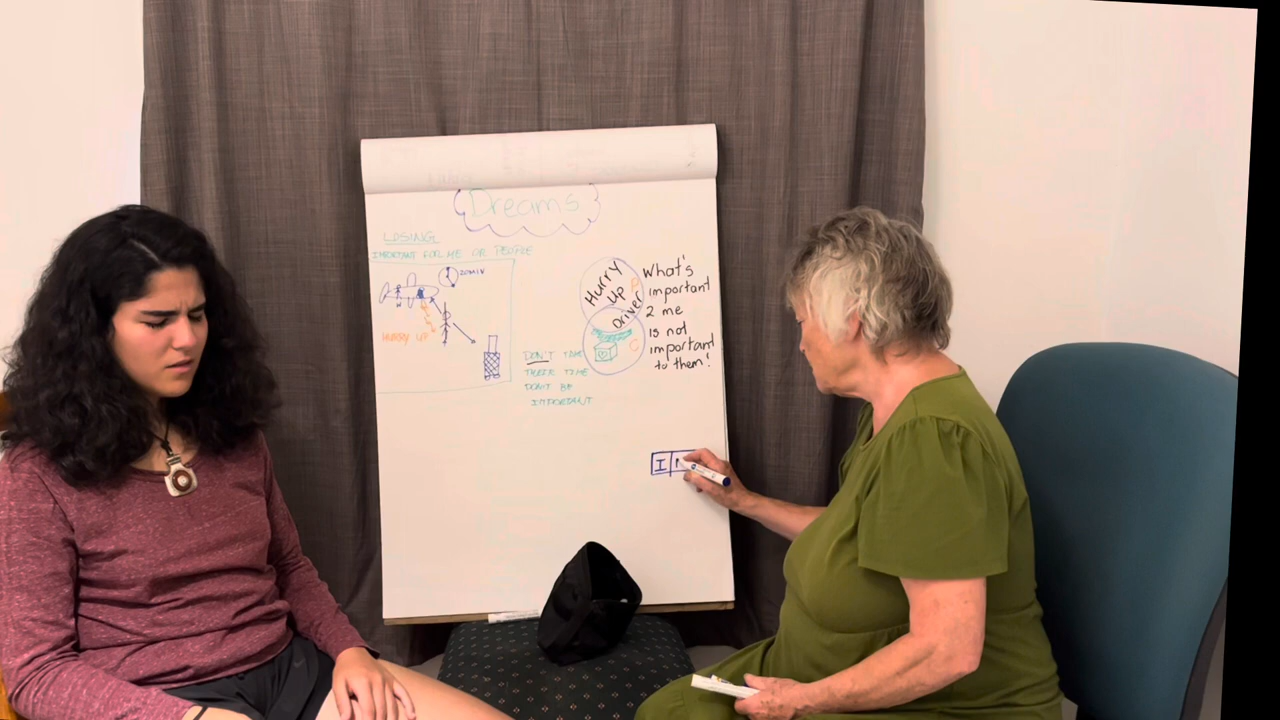 Dreams
LOSING
IMPORTANT FOR ME OR PEOPLE
20MIN
HURRY UP
Hurry
Up
P
Driver
C
What's
important
2 me
is not
important
to them!
DON'T TAKE
THEIR TIME
DON'T BE
IMPORTANT
I